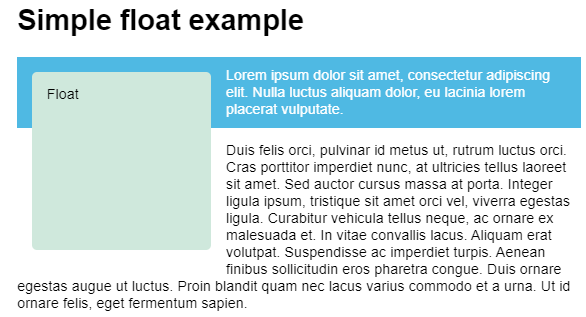 Simple float example
Float
Lorem ipsum dolor sit amet, consectetur adipiscing
elit. Nulla luctus aliquam dolor, eu lacinia lorem
placerat vulputate.
Duis felis orci, pulvinar id metus ut, rutrum luctus orci.
Cras porttitor imperdiet nunc, at ultricies tellus laoreet
sit amet. Sed auctor cursus massa at porta. Integer
ligula ipsum, tristique sit amet orci vel, viverra egestas
ligula. Curabitur vehicula tellus neque, ac ornare ex
malesuada et. In vitae convallis lacus. Aliquam erat
volutpat. Suspendisse ac imperdiet turpis. Aenean
finibus sollicitudin eros pharetra congue. Duis ornare
egestas augue ut luctus. Proin blandit quam nec lacus varius commodo et a urna. Ut id
ornare felis, eget fermentum sapien.